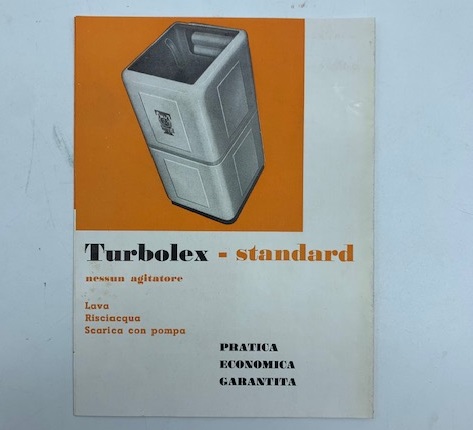 Turbolex - standard
nessun agitatore
Lava
Risciacqua
Scarica con pompa
PRATICA
ECONOMICA
GARANTITA